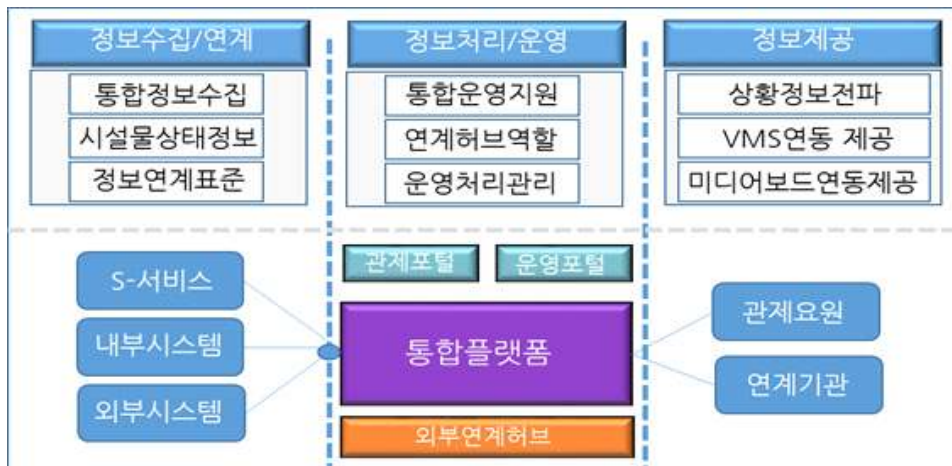 정보수집/연계
통합정보수집
시설물상태정보
정보연계표준
정보처리/운영
통합운영지원
연계허브역할
운영처리관리
정보제공
상황정보전파
VMS연동 제공
미디어보드연동제공
S-서비스
내부시스템
외부시스템
관제포털
운영포털
통합플랫폼
외부연계허브
관제요원
연계기관